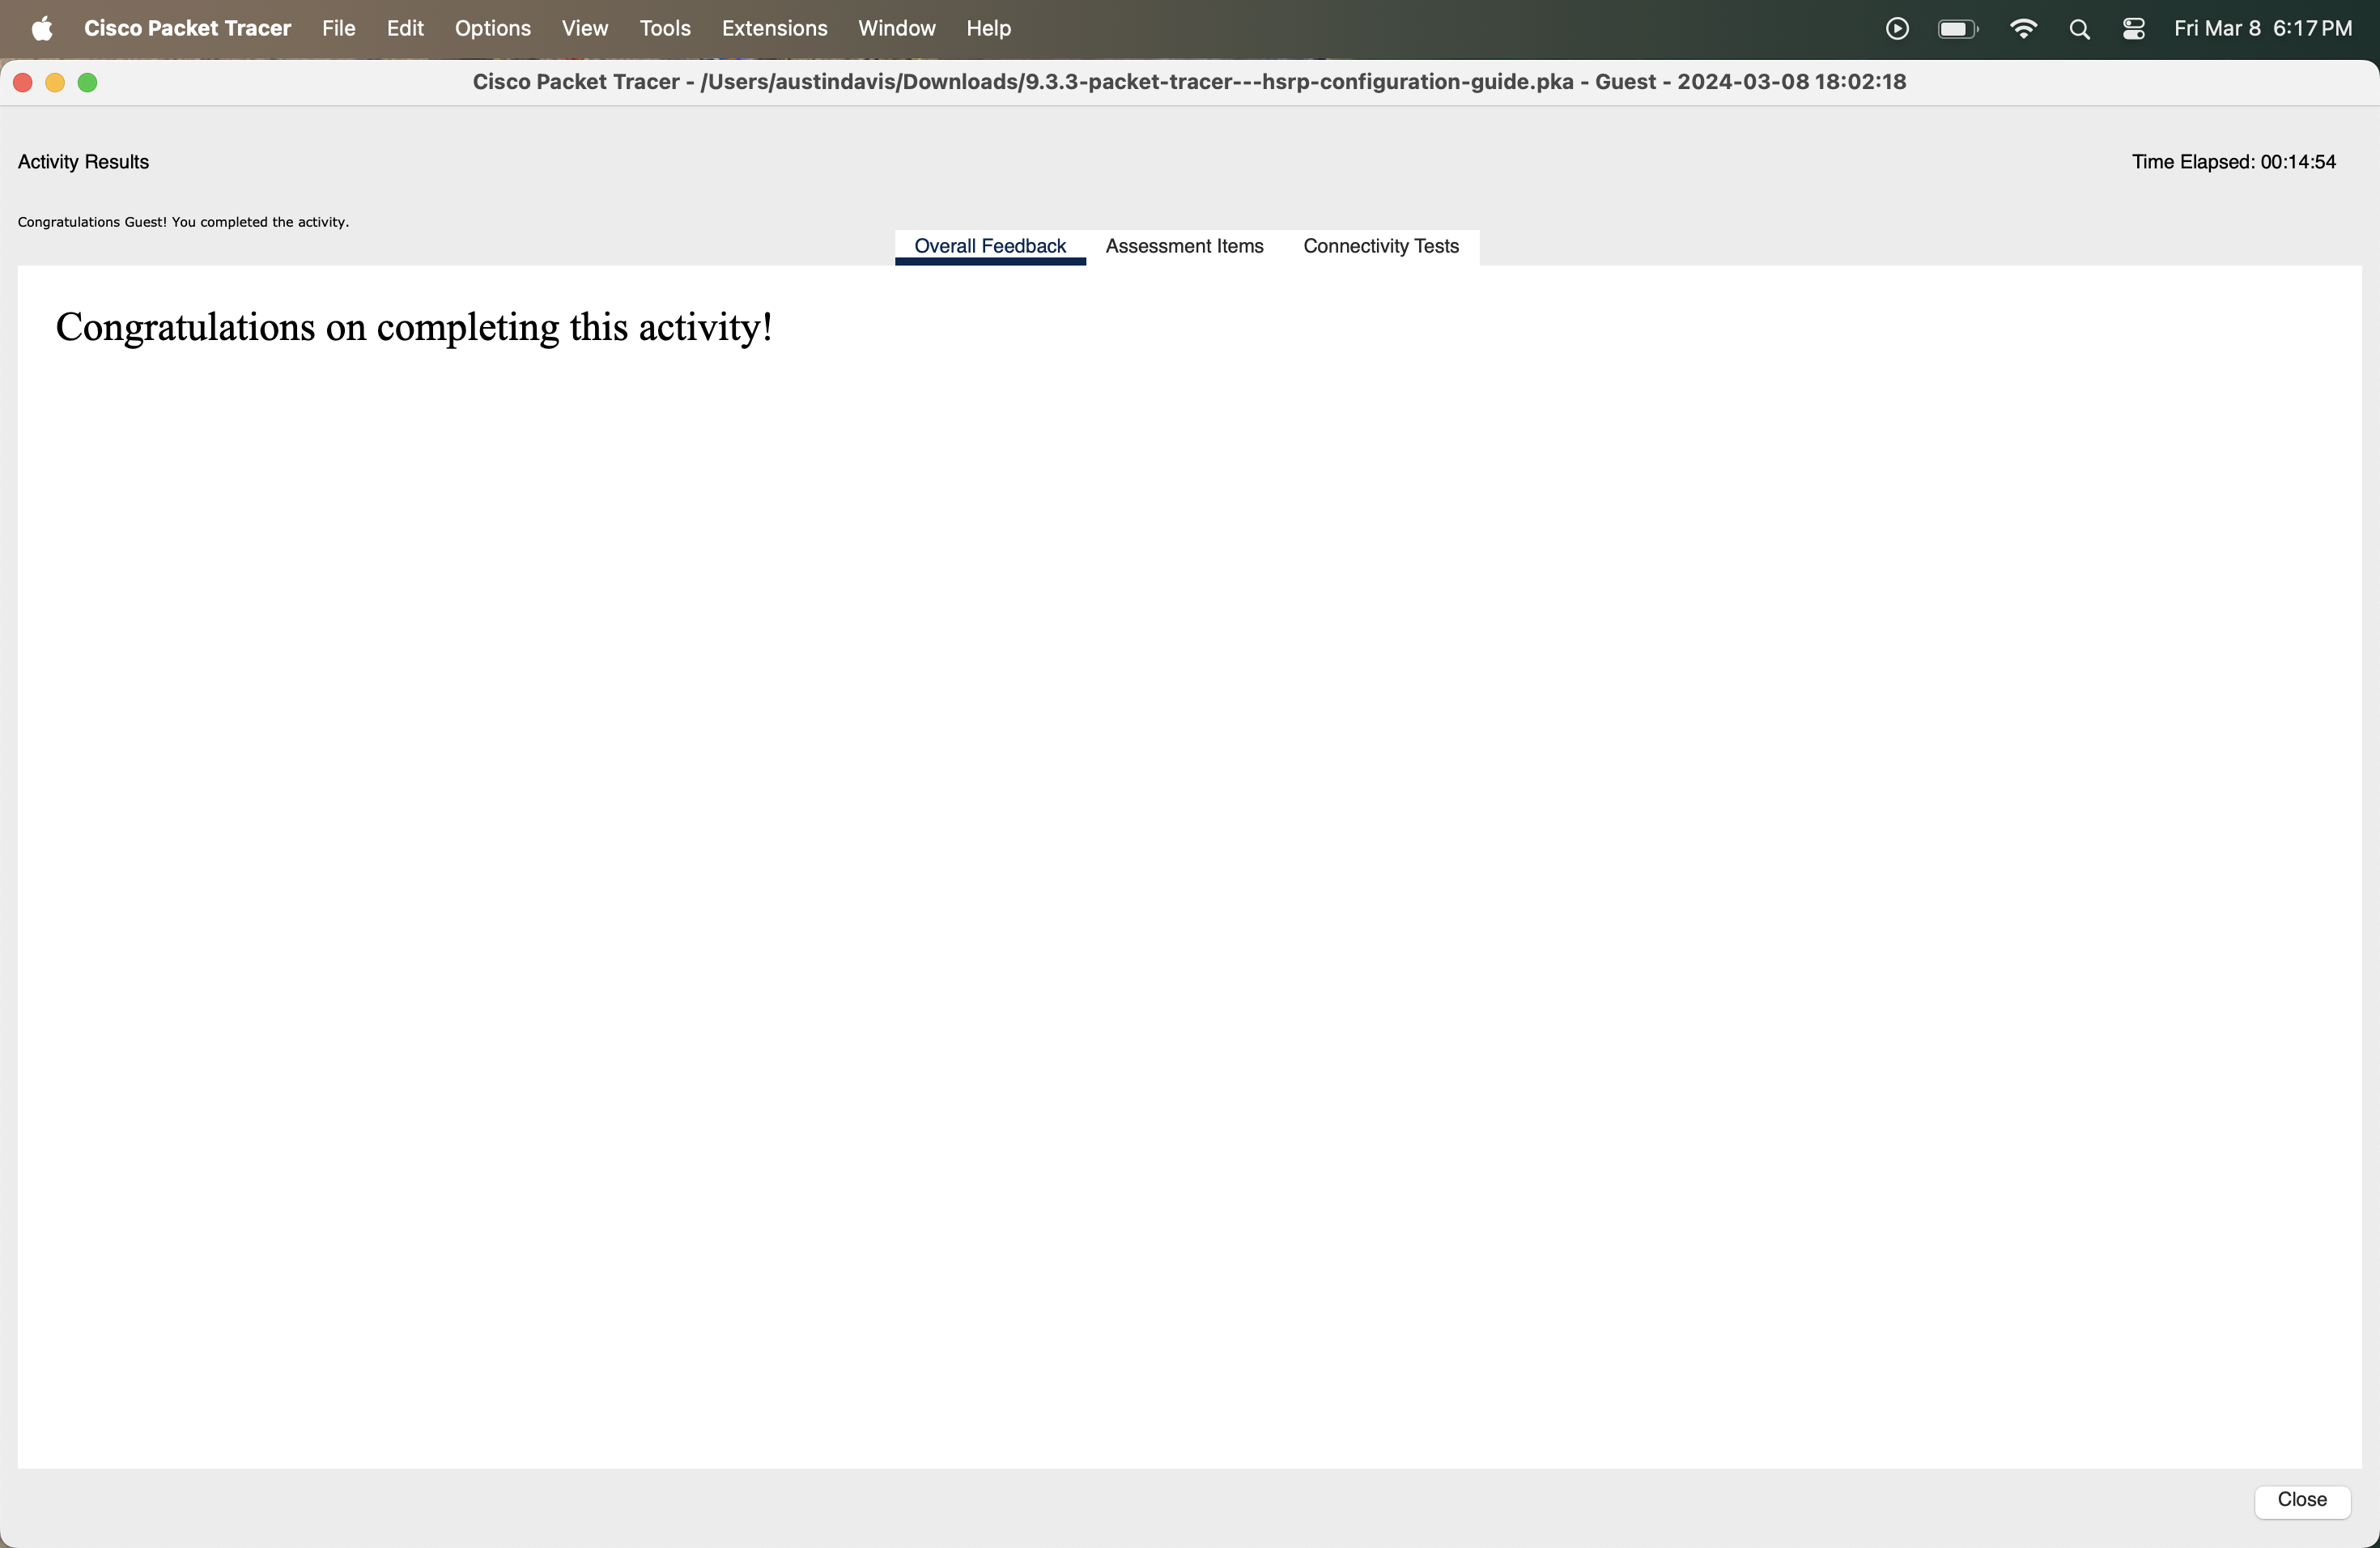 Cisco Packet Tracer File Edit Options View Tools Extensions Window Help Fri Mar 8 6:17 PM
Cisco Packet Tracer - /Users/austindavis/Downloads/9.3.3-packet-tracer---hsrp-configuration-guide.pka - Guest - 2024-03-08 18:02:18
Activity Results Time Elapsed: 00:14:54
Congratulations Guest! You completed the activity.
Overall Feedback Assessment Items Connectivity Tests
Congratulations on completing this activity!
Close